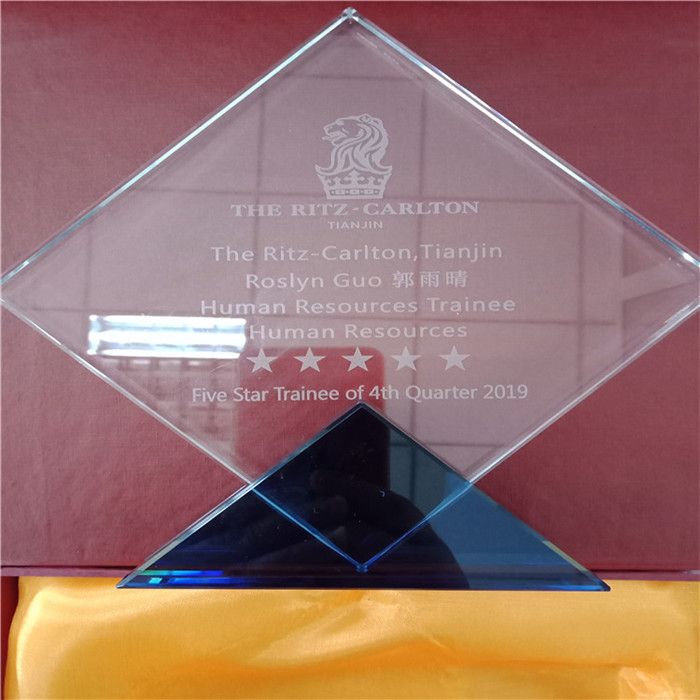 THE RITZ-CARLTON
TIANJIN
The Ritz-Carlton,Tianjin
Roslyn Guo 郭雨晴
Human Resources Trainee
Human Resources
Five Star Trainee of 4th Quarter 2019